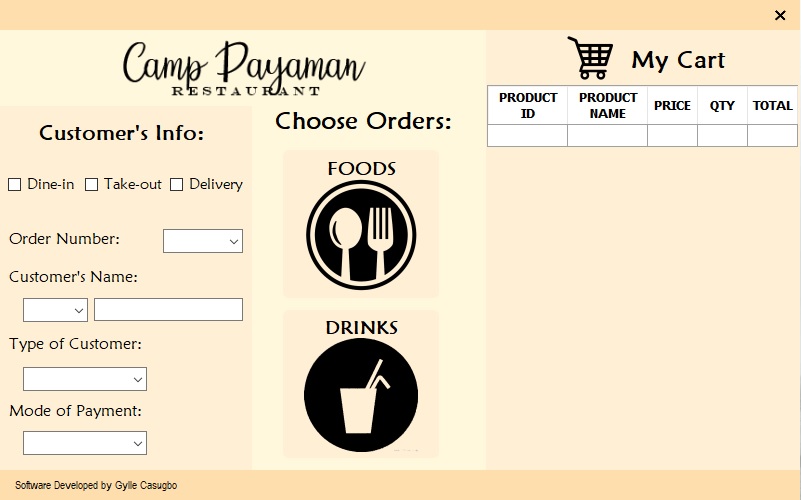 Camp Payaman
RESTAURANT
My Cart
PRODUCT ID
PRODUCT NAME
PRICE
QTY
TOTAL
Customer's Info:
Dine-in
Take-out
Delivery
Order Number:
Customer's Name:
Type of Customer:
Mode of Payment:
Choose Orders:
FOODS
DRINKS
Software Developed by Gylle Casugbo